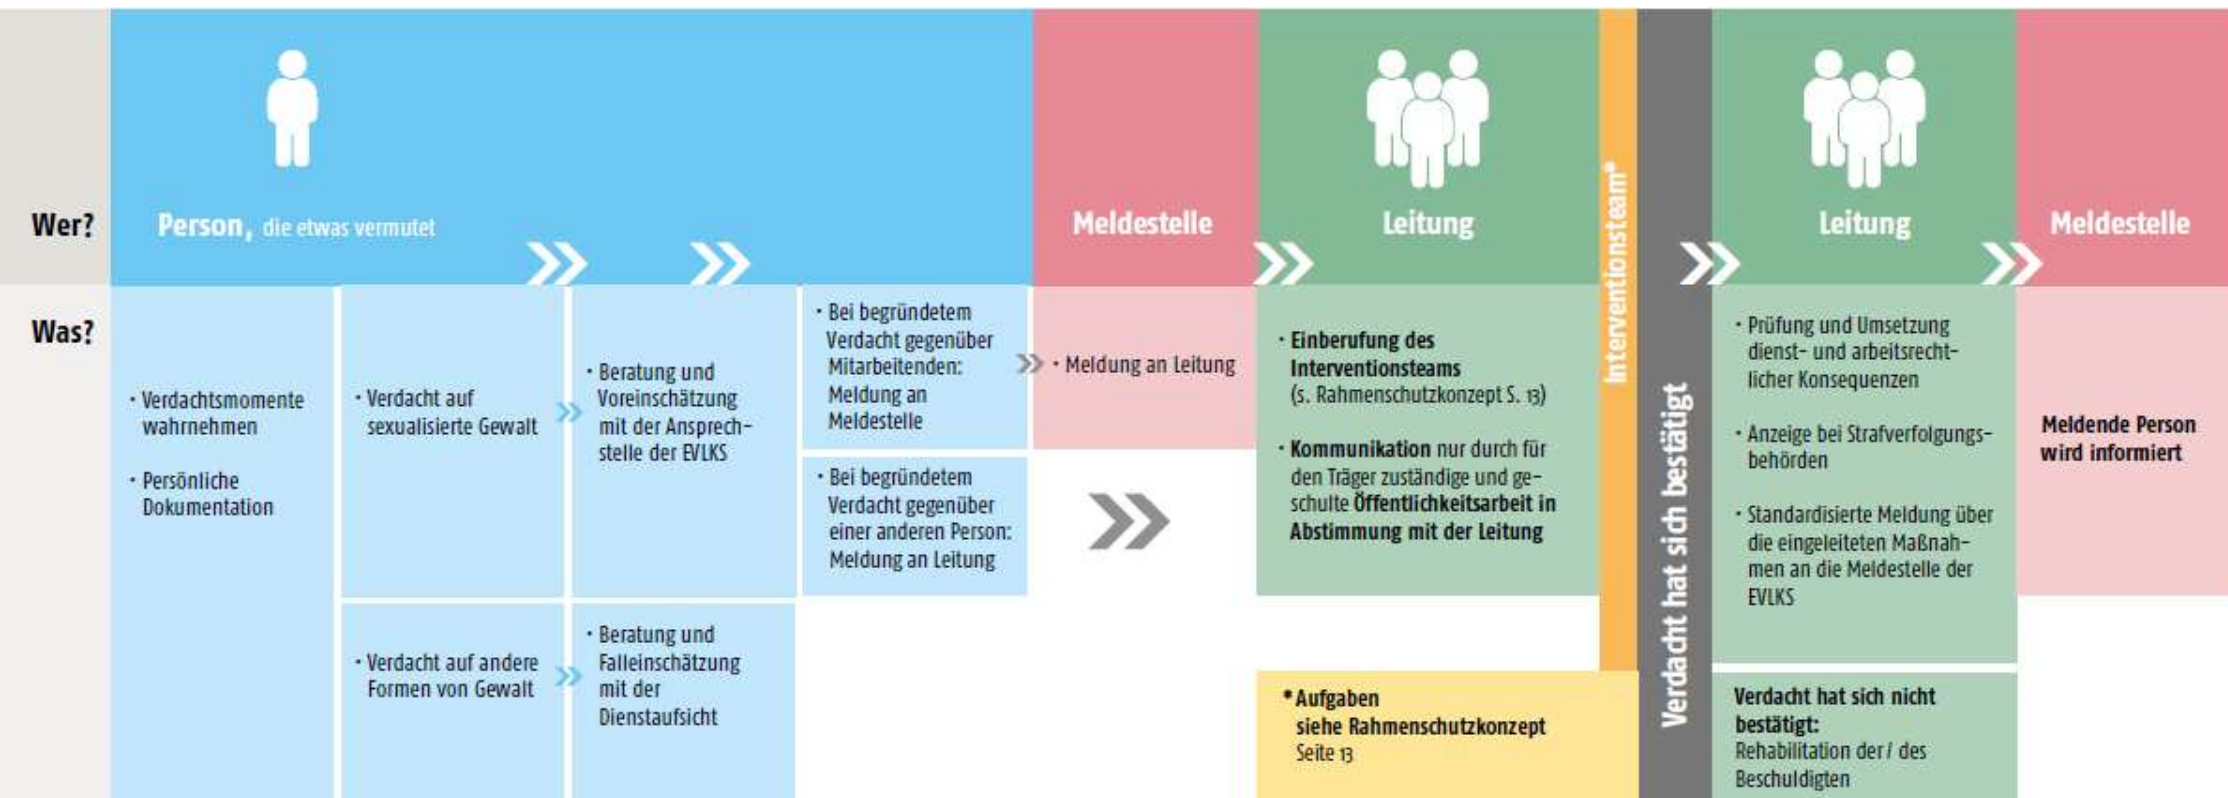 Wer?
Person, die etwas vermutet
Meldestelle
Leitung
Interventionsteam*
Verdacht hat sich bestätigt
Leitung
Meldestelle
Was?
· Verdachtsmomente
wahrnehmen
· Persönliche
Dokumentation
· Verdacht auf
sexualisierte Gewalt
· Beratung und
Voreinschätzung
mit der Ansprech-
stelle der EVLKS
· Verdacht auf andere
Formen von Gewalt
· Beratung und
Falleinschätzung
mit der
Dienstaufsicht
· Bei begründetem
Verdacht gegenüber
Mitarbeitenden:
Meldung an
Meldestelle
· Bei begründetem
Verdacht gegenüber
einer anderen Person:
Meldung an Leitung
· Meldung an Leitung
· Einberufung des
Interventionsteams
(s. Rahmenschutzkonzept S. 13)
· Kommunikation nur durch für
den Träger zuständige und ge-
schulte Öffentlichkeitsarbeit in
Abstimmung mit der Leitung
* Aufgaben
siehe Rahmenschutzkonzept
Seite 13
· Prüfung und Umsetzung
dienst- und arbeitsrecht-
licher Konsequenzen
· Anzeige bei Strafverfolgungs-
behörden
· Standardisierte Meldung über
die eingeleiteten Maßnah-
men an die Meldestelle der
EVLKS
Verdacht hat sich nicht
bestätigt:
Rehabilitation der / des
Beschuldigten
Meldende Person
wird informiert